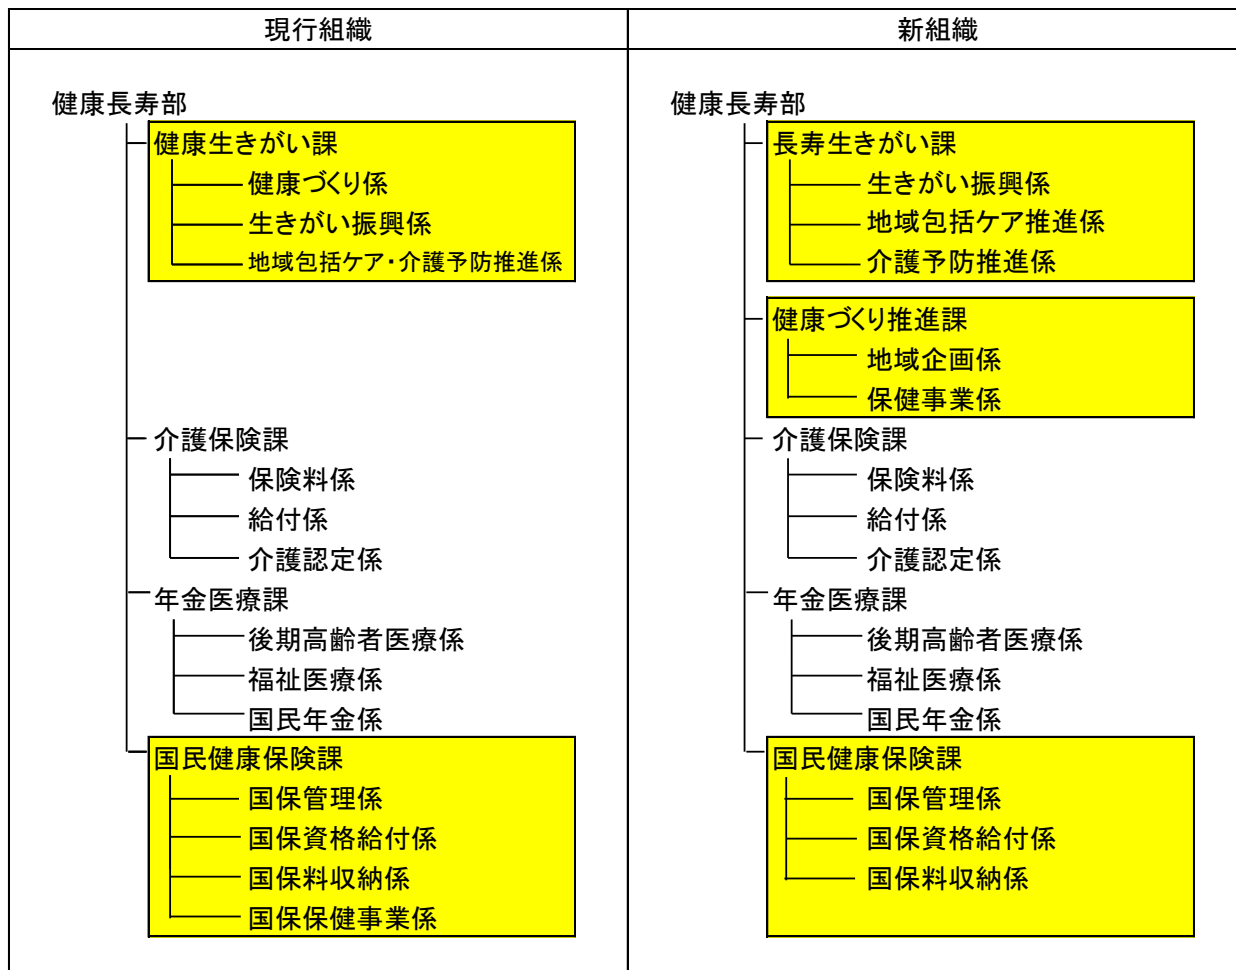 現行組織
新組織
健康長寿部
健康生きがい課
健康づくり係
生きがい振興係
地域包括ケア・介護予防推進係
介護保険課
保険料係
給付係
介護認定係
年金医療課
後期高齢者医療係
福祉医療係
国民年金係
国民健康保険課
国保管理係
国保資格給付係
国保料収納係
国保保健事業係
健康長寿部
長寿生きがい課
生きがい振興係
地域包括ケア推進係
介護予防推進係
健康づくり推進課
地域企画係
保健事業係
介護保険課
保険料係
給付係
介護認定係
年金医療課
後期高齢者医療係
福祉医療係
国民年金係
国民健康保険課
国保管理係
国保資格給付係
国保料収納係